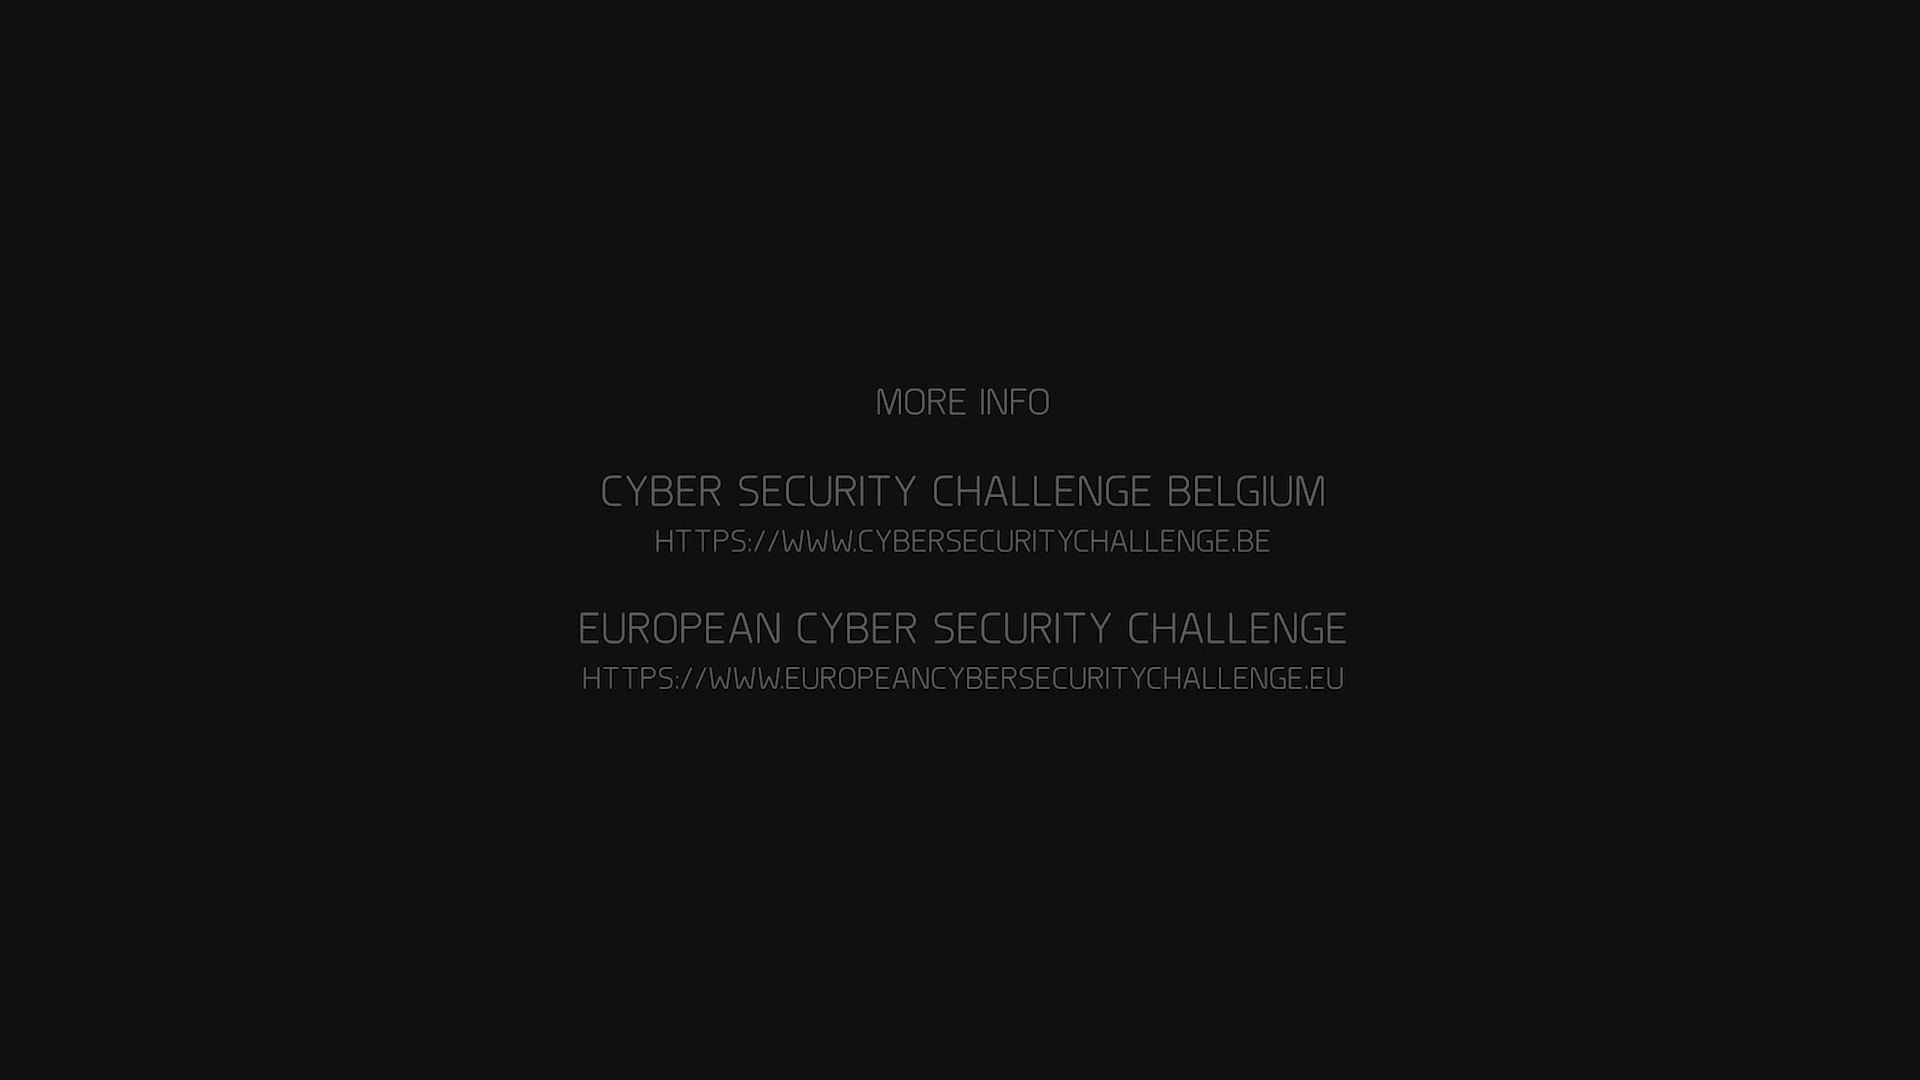 MORE INFO
CYBER SECURITY CHALLENGE BELGIUM
HTTPS://WWW.CYBERSECURITYCHALLENGE.BE
EUROPEAN CYBER SECURITY CHALLENGE
HTTPS://WWW.EUROPEANCYBERSECURITYCHALLENGE.EU